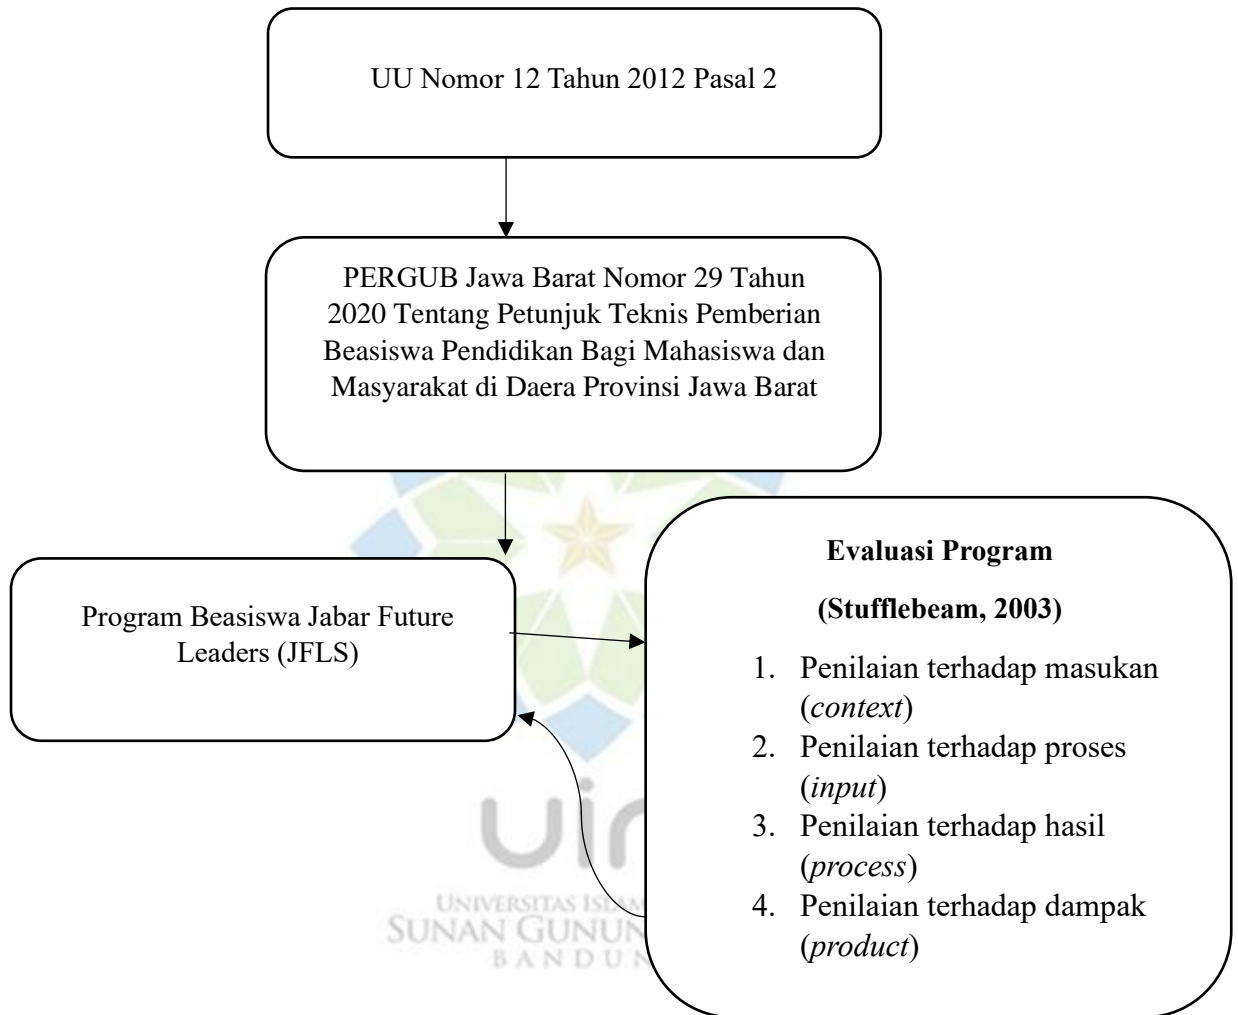 UU Nomor 12 Tahun 2012 Pasal 2
PERGUB Jawa Barat Nomor 29 Tahun
2020 Tentang Petunjuk Teknis Pemberian
Beasiswa Pendidikan Bagi Mahasiswa dan
Masyarakat di Daera Provinsi Jawa Barat
Program Beasiswa Jabar Future
Leaders (JFLS)
Evaluasi Program
(Stufflebeam, 2003)
1. Penilaian terhadap masukan
(context)
2. Penilaian terhadap proses
(input)
3. Penilaian terhadap hasil
(process)
4. Penilaian terhadap dampak
(product)
UNIVERSITAS
SUNAN